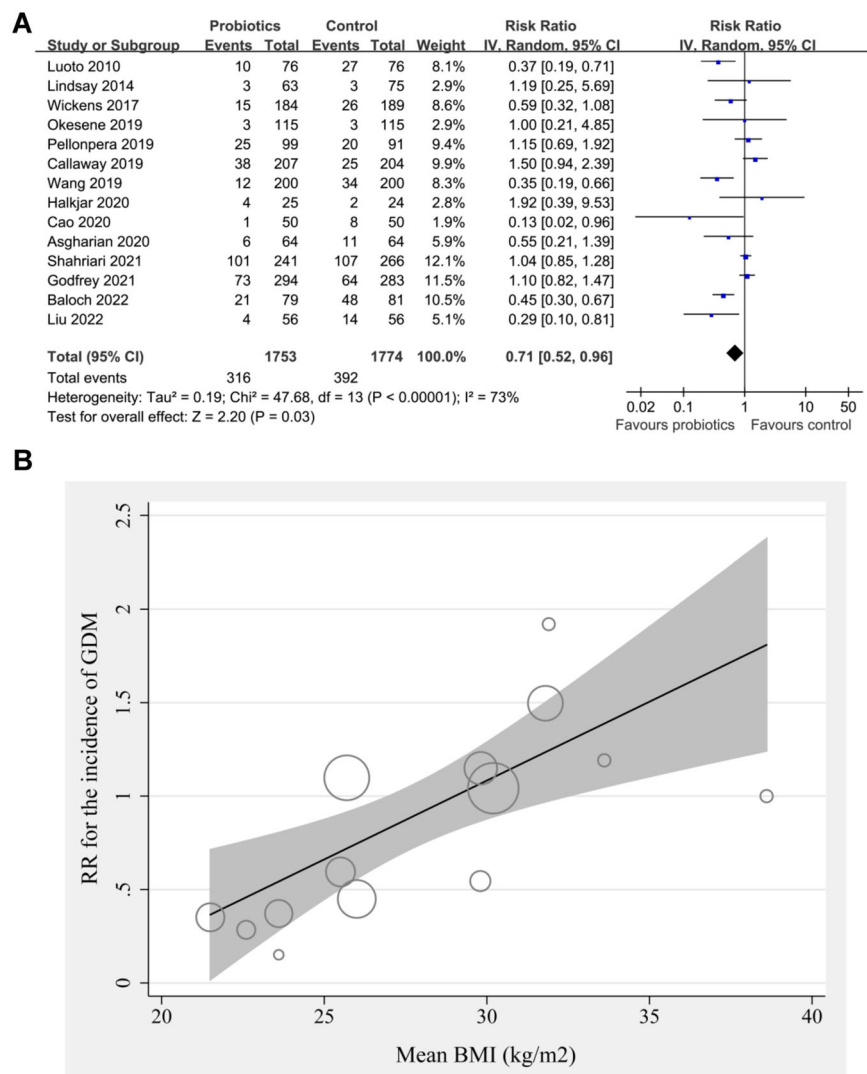 A
Probiotics Control Risk Ratio Risk Ratio
Study or Subgroup Events Total Events Total Weight IV, Random, 95% CI IV, Random, 95% CI
Luoto 2010 10 76 27 76 8.1% 0.37 [0.19, 0.71]
Lindsay 2014 3 63 3 75 2.9% 1.19 [0.25, 5.69]
Wickens 2017 15 184 26 189 8.6% 0.59 [0.32, 1.08]
Okesene 2019 3 115 3 115 2.9% 1.00 [0.21, 4.85]
Pellonpera 2019 25 99 20 91 9.4% 1.15 [0.69, 1.92]
Callaway 2019 38 207 25 204 9.9% 1.50 [0.94, 2.39]
Wang 2019 12 200 34 200 8.3% 0.35 [0.19, 0.66]
Halkjar 2020 4 25 2 24 2.8% 1.92 [0.39, 9.53]
Cao 2020 1 50 8 50 1.9% 0.13 [0.02, 0.96]
Asgharian 2020 6 64 11 64 5.9% 0.55 [0.21, 1.39]
Shahriari 2021 101 241 107 266 12.1% 1.04 [0.85, 1.28]
Godfrey 2021 73 294 64 283 11.5% 1.10 [0.82, 1.47]
Baloch 2022 21 79 48 81 10.5% 0.45 [0.30, 0.67]
Liu 2022 4 56 14 56 5.1% 0.29 [0.10, 0.81]
Total (95% CI) 1753 1774 100.0% 0.71 [0.52, 0.96]
Total events 316 392
Heterogeneity: Tau² = 0.19; Chi² = 47.68, df = 13 (P < 0.00001); I² = 73%
Test for overall effect: Z = 2.20 (P = 0.03)
0.02 0.1 1 10 50
Favours probiotics Favours control
B
RR for the incidence of GDM
2.5
2
1.5
1
.5
0
20 25 30 35 40
Mean BMI (kg/m2)